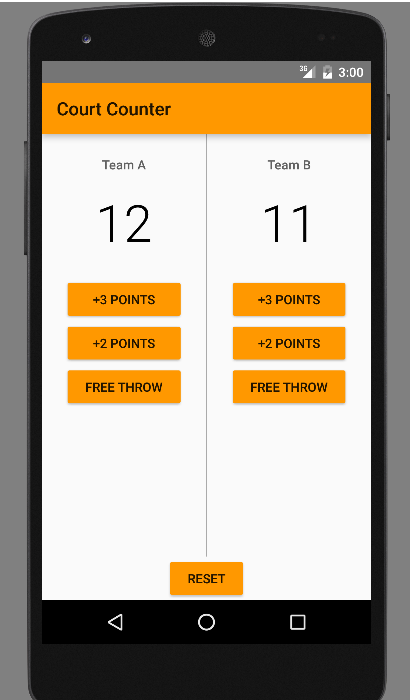 3G 3:00
Court Counter
Team A
Team B
12
11
+3 POINTS
+3 POINTS
+2 POINTS
+2 POINTS
FREE THROW
FREE THROW
RESET